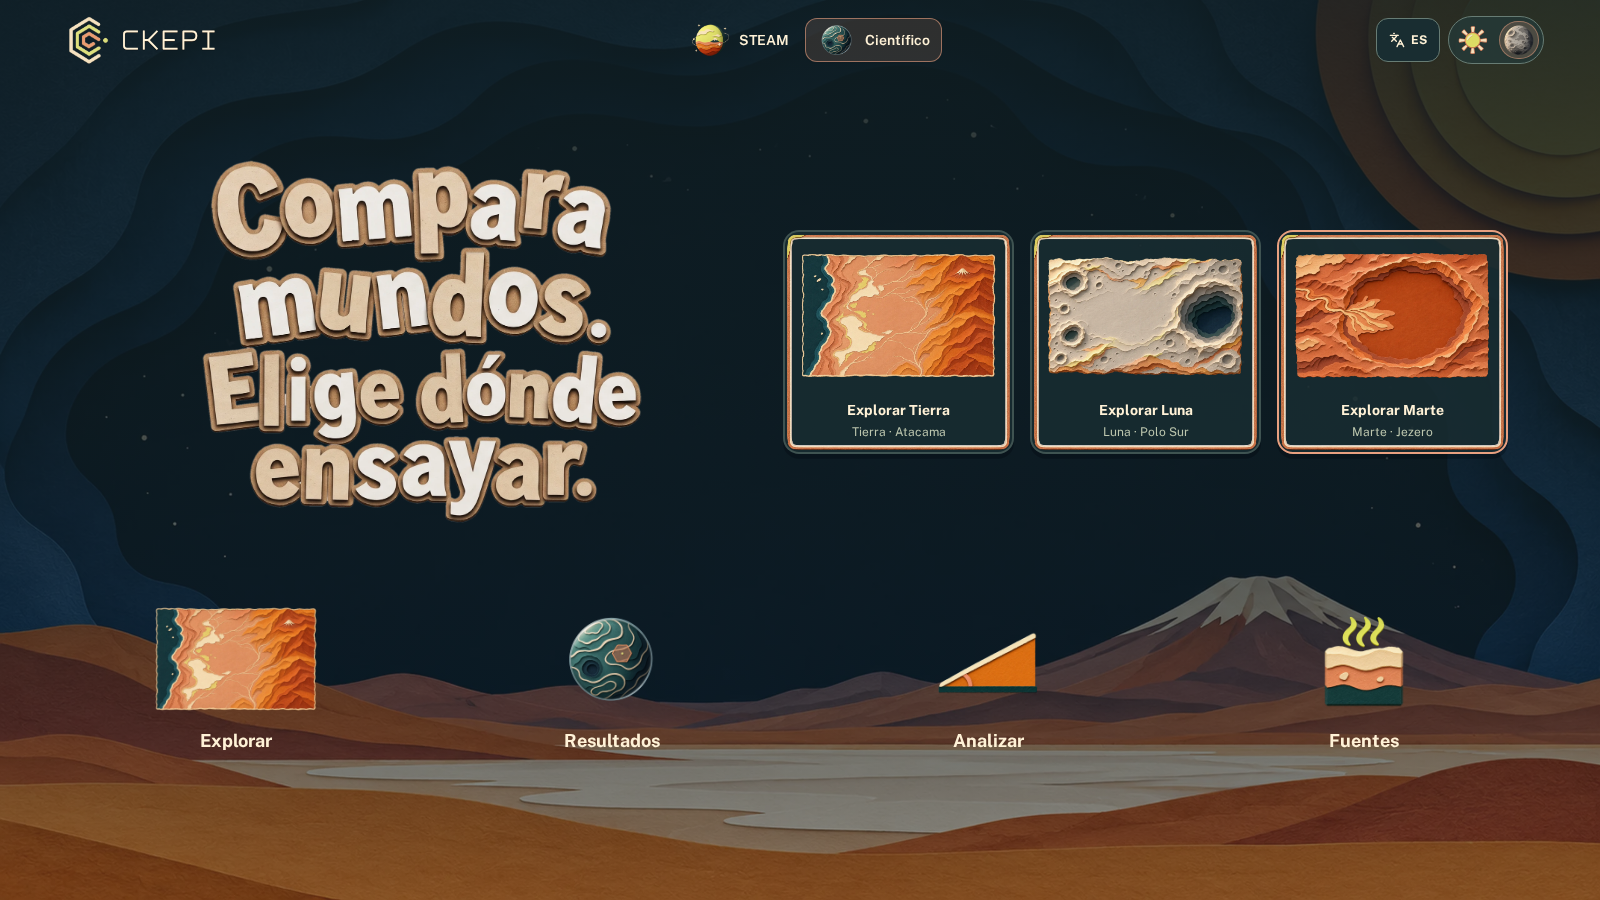 CKEPI
STEAM
Científico
ES
Compara
mundos.
Elige dónde
ensayar.
Explorar Tierra
Tierra · Atacama
Explorar Luna
Luna · Polo Sur
Explorar Marte
Marte · Jezero
Explorar
Resultados
Analizar
Fuentes